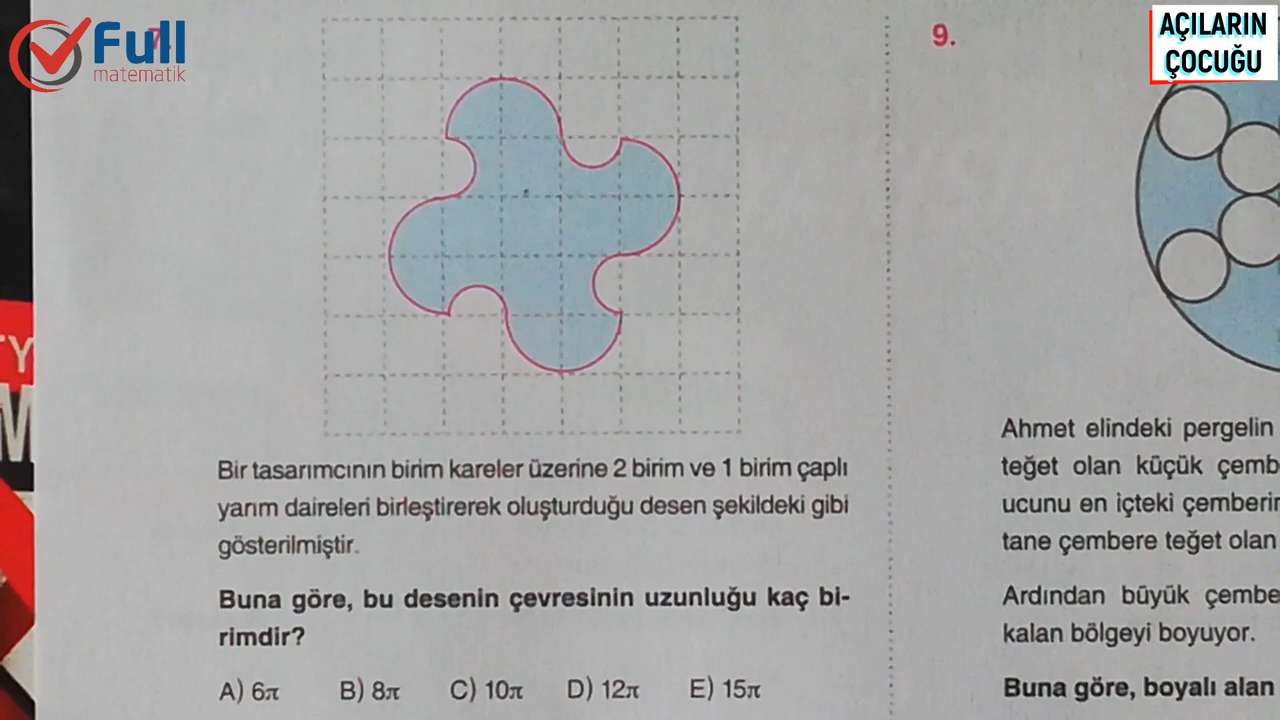 Full
matematik
7.
9.
AÇILARIN
ÇOCUĞU
Bir tasarımcının birim kareler üzerine 2 birim ve 1 birim çaplı
yarım daireleri birleştirerek oluşturduğu desen şekildeki gibi
gösterilmiştir.
Buna göre, bu desenin çevresinin uzunluğu kaç bi-
rimdir?
A) 6π B) 8π C) 10π D) 12π E) 15π
Ahmet elindeki pergelin
teğet olan küçük çemb
ucunu en içteki çemberin
tane çembere teğet olan
Ardından büyük çembe
kalan bölgeyi boyuyor.
Buna göre, boyalı alan